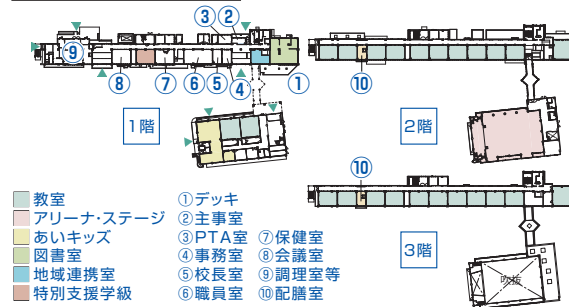 ③ ②
⑨
⑩
⑧ ⑦ ⑥ ⑤ ④ ①
1階
2階
⑩
3階
吹抜
教室
アリーナ・ステージ
あいキッズ
図書室
地域連携室
特別支援学級
①デッキ
②主事室
③PTA室
④事務室
⑤校長室
⑥職員室
⑦保健室
⑧会議室
⑨調理室等
⑩配膳室